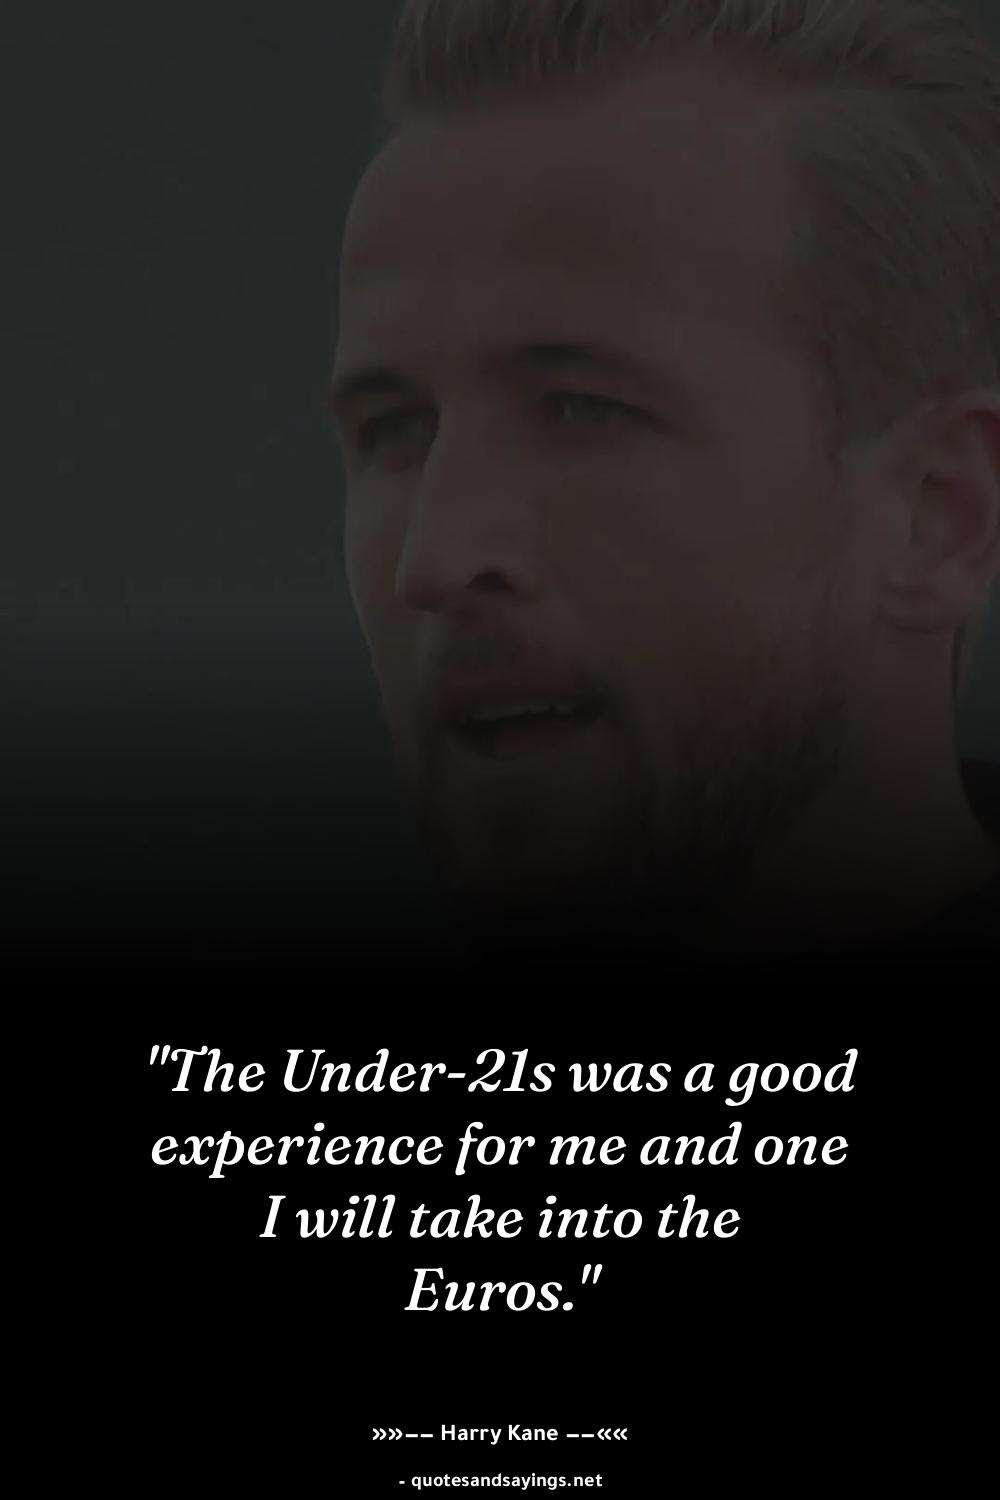 "The Under-21s was a good
experience for me and one
I will take into the
Euros."
»»–– Harry Kane ––««
- quotesandsayings.net